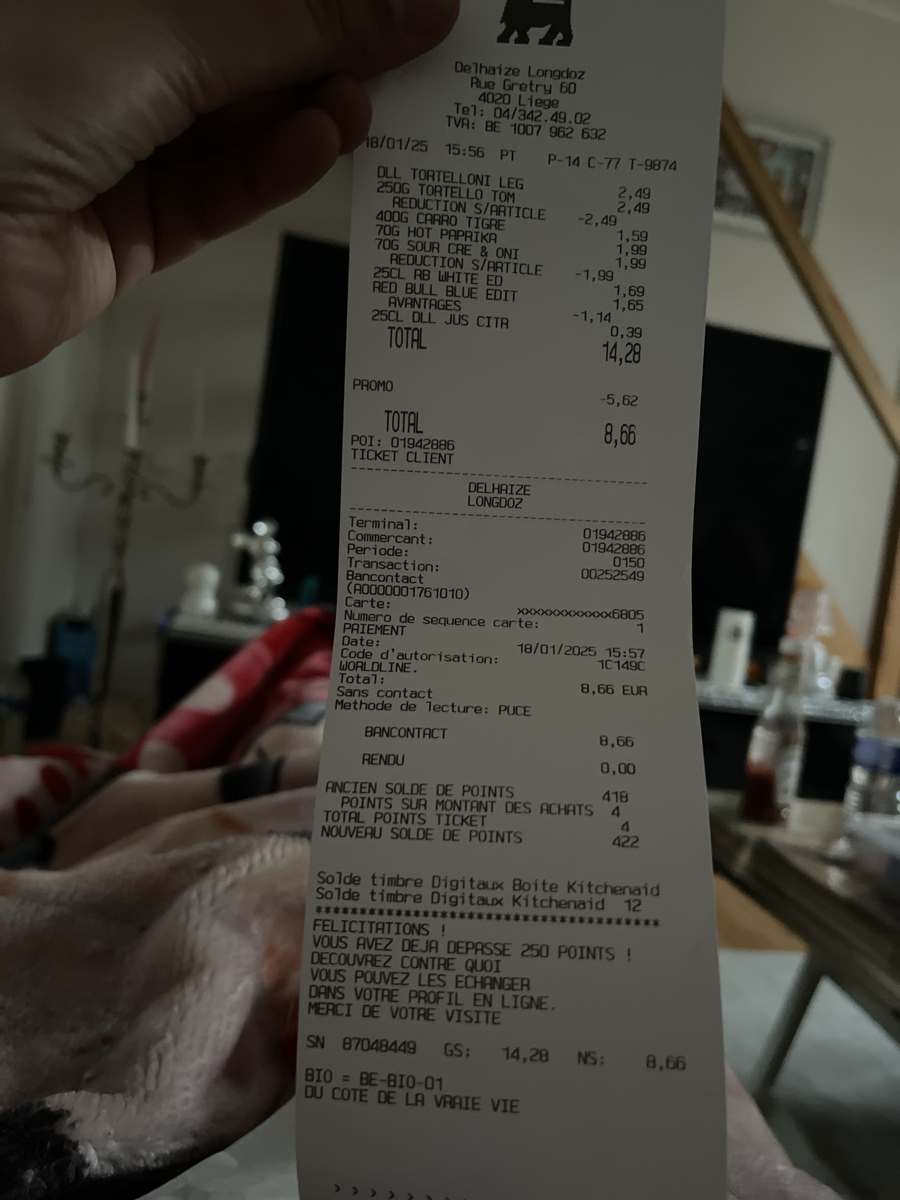 Delhaize Longdoz
Rue Gretry 60
4020 Liege
Tel: 04/342.49.02
TVA: BE 1007 962 632
18/01/25 15:56 PT P-14 C-77 T-9874
DLL TORTELLONI LEG 2,49
250G TORTELLO TOM 2,49
REDUCTION S/ARTICLE -2,49
400G CARRO TIGRE 1,59
70G HOT PAPRIKA 1,99
70G SOUR CRE & ONI 1,99
REDUCTION S/ARTICLE -1,99
25CL RB WHITE ED 1,69
RED BULL BLUE EDIT 1,65
AVANTAGES -1,14
25CL DLL JUS CITR 0,39
TOTAL 14,28
PROMO -5,62
TOTAL 8,66
POI: 01942886
TICKET CLIENT
--------------------------------------
DELHAIZE
LONGDOZ
--------------------------------------
Terminal: 01942886
Commercant: 01942886
Periode: 0150
Transaction: 00252549
Bancontact
(A0000001761010)
Carte: xxxxxxxxxxxx6805
Numero de sequence carte: 1
PAIEMENT
Date: 18/01/2025 15:57
Code d'autorisation: 1C149C
WORLDLINE.
Total: 8,66 EUR
Sans contact
Methode de lecture: PUCE
BANCONTACT 8,66
RENDU 0,00
ANCIEN SOLDE DE POINTS 418
POINTS SUR MONTANT DES ACHATS 4
TOTAL POINTS TICKET 4
NOUVEAU SOLDE DE POINTS 422
Solde timbre Digitaux Boite Kitchenaid
Solde timbre Digitaux Kitchenaid 12
**************************************
FELICITATIONS !
VOUS AVEZ DEJA DEPASSE 250 POINTS !
DECOUVREZ CONTRE QUOI
VOUS POUVEZ LES ECHANGER
DANS VOTRE PROFIL EN LIGNE.
MERCI DE VOTRE VISITE
SN 87048449 GS: 14,28 NS: 8,66
BIO = BE-BIO-01
DU COTE DE LA VRAIE VIE
> > > > > > > >